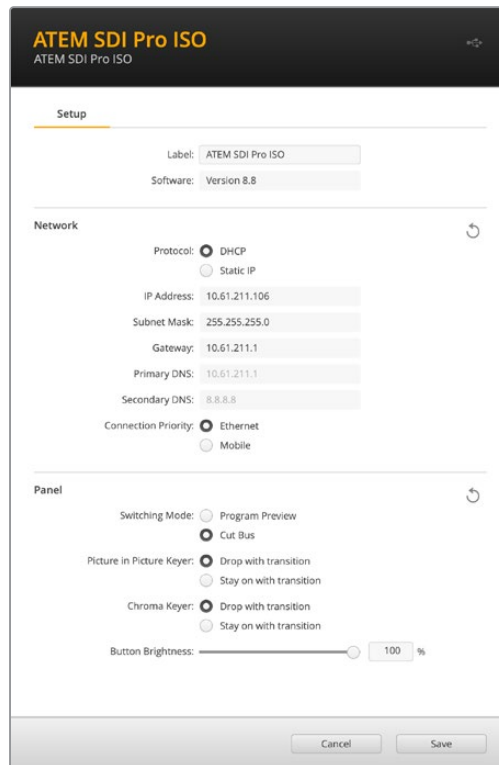 ATEM SDI Pro ISO
ATEM SDI Pro ISO
Setup
Label: ATEM SDI Pro ISO
Software: Version 8.8
Network
Protocol: DHCP
Static IP
IP Address: 10.61.211.106
Subnet Mask: 255.255.255.0
Gateway: 10.61.211.1
Primary DNS: 10.61.211.1
Secondary DNS: 8.8.8.8
Connection Priority: Ethernet
Mobile
Panel
Switching Mode: Program Preview
Cut Bus
Picture in Picture Keyer: Drop with transition
Stay on with transition
Chroma Keyer: Drop with transition
Stay on with transition
Button Brightness: 100 %
Cancel Save